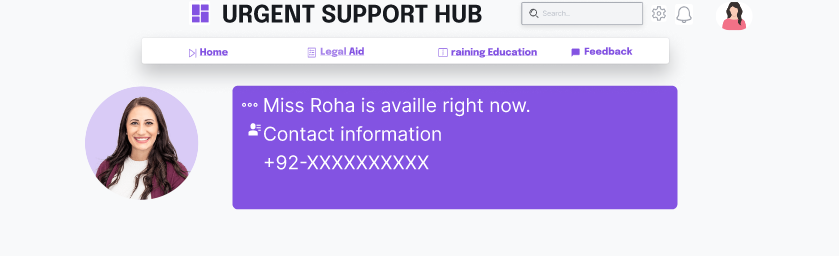 URGENT SUPPORT HUB
Search...
Home
Legal Aid
raining Education
Feedback
Miss Roha is availle right now.
Contact information
+92-XXXXXXXXXX